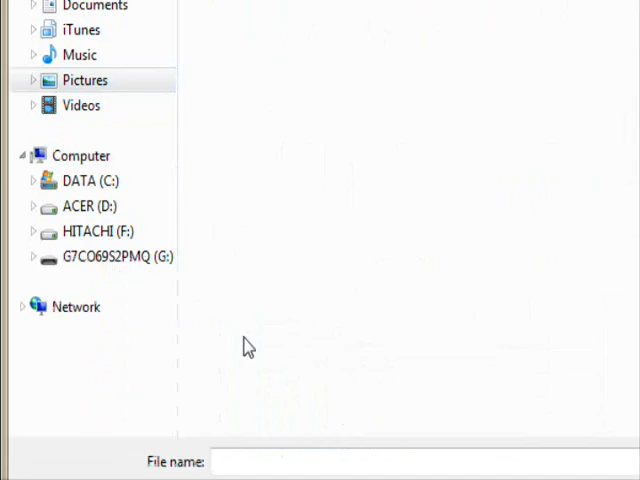 Documents
iTunes
Music
Pictures
Videos
Computer
DATA (C:)
ACER (D:)
HITACHI (F:)
G7CO69S2PMQ (G:)
Network
File name: